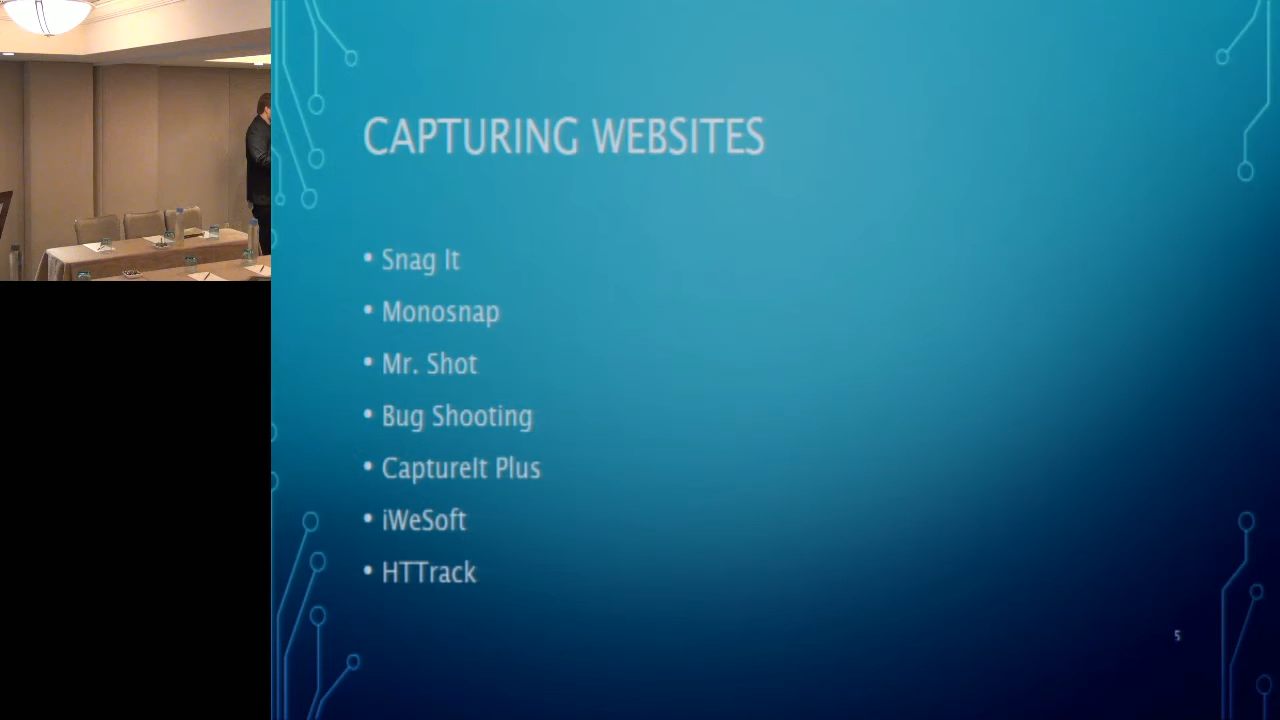 CAPTURING WEBSITES
• Snag It
• Monosnap
• Mr. Shot
• Bug Shooting
• CaptureIt Plus
• iWeSoft
• HTTrack
5